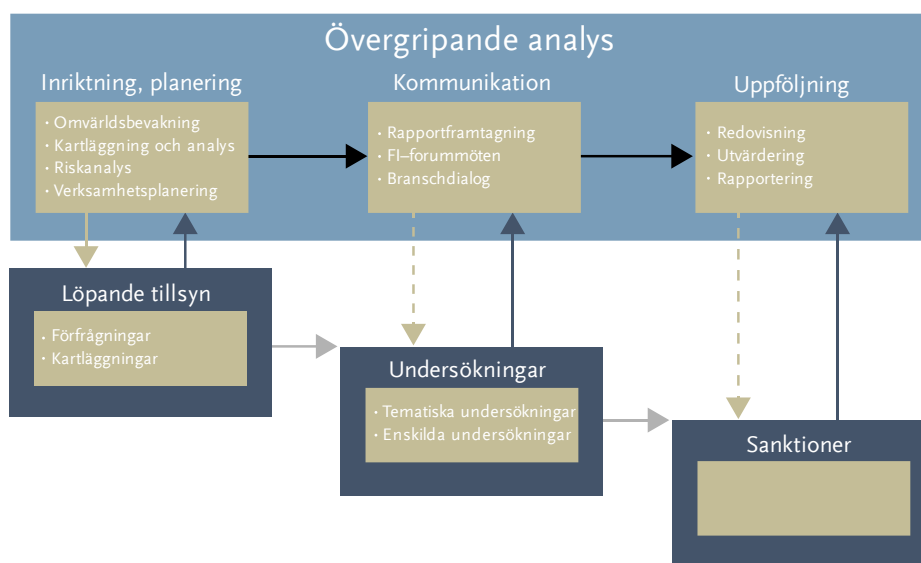 Övergripande analys
Inriktning, planering
· Omvärldsbevakning
· Kartläggning och analys
· Riskanalys
· Verksamhetsplanering
Kommunikation
· Rapportframtagning
· FI–forummöten
· Branschdialog
Uppföljning
· Redovisning
· Utvärdering
· Rapportering
Löpande tillsyn
· Förfrågningar
· Kartläggningar
Undersökningar
· Tematiska undersökningar
· Enskilda undersökningar
Sanktioner